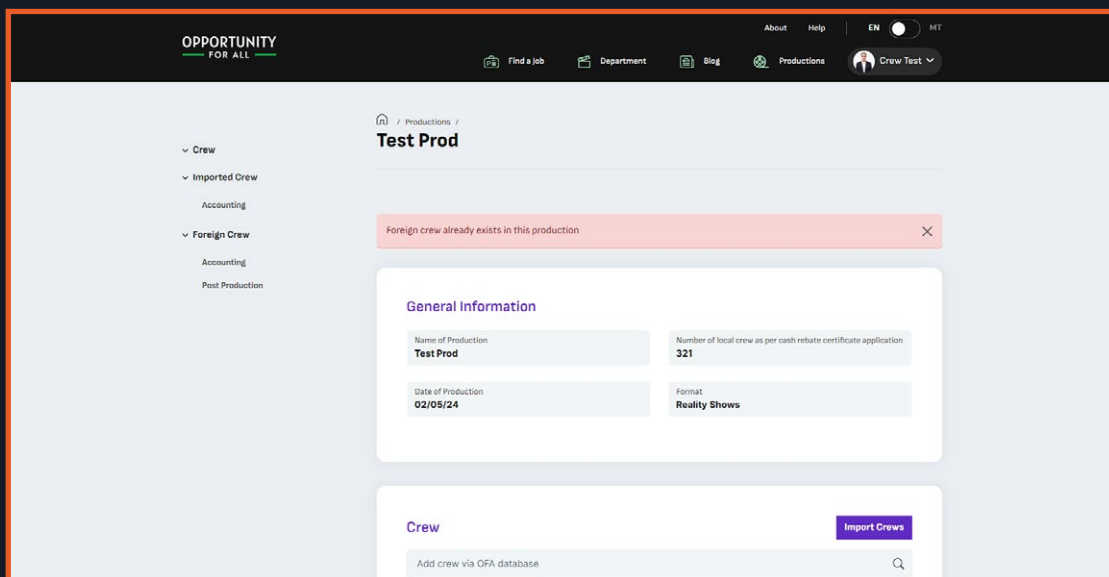 About Help EN MT
OPPORTUNITY
FOR ALL
Find a job Department Blog Productions Crew Test
/ Productions /
Test Prod
Crew
Imported Crew
Accounting
Foreign Crew
Accounting
Post Production
Foreign crew already exists in this production
General Information
Name of Production
Test Prod
Number of local crew as per cash rebate certificate application
321
Date of Production
02/05/24
Format
Reality Shows
Crew
Import Crews
Add crew via OFA database